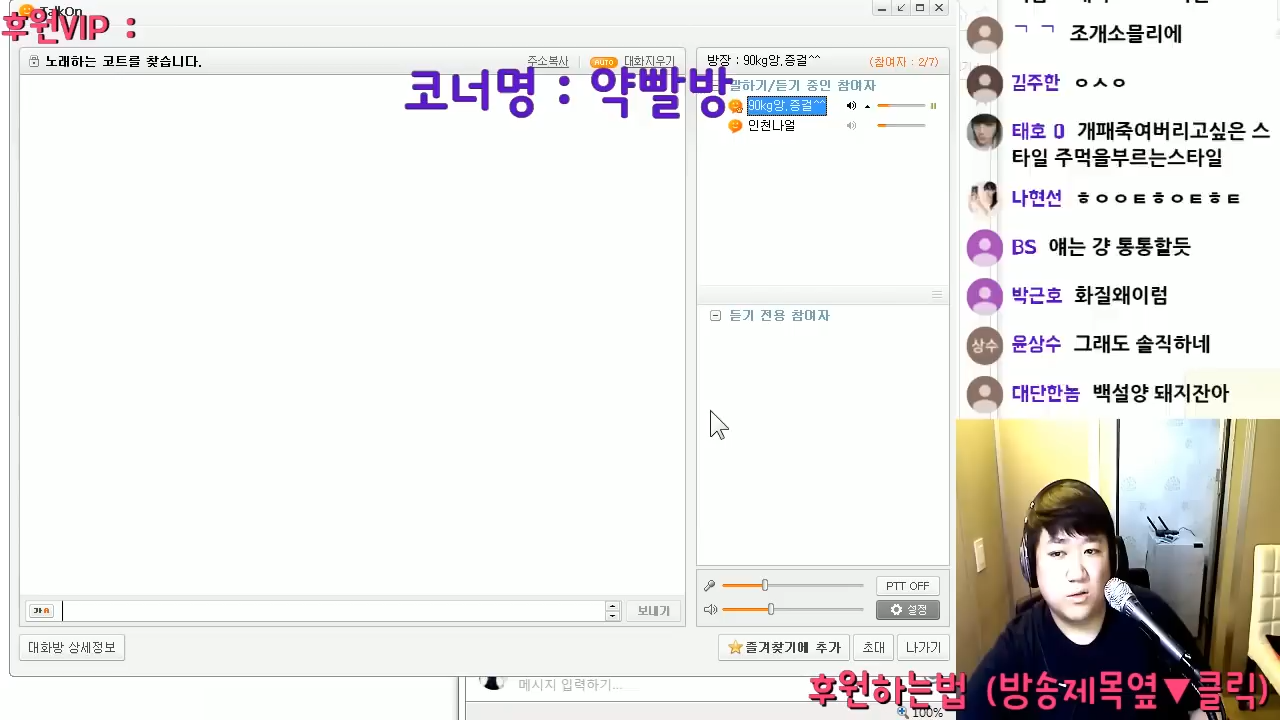 TalkOn
후원VIP :
노래하는 코트를 찾습니다.
주소복사
AUTO 대화지우기
코너명 : 약빨방
방장 : 90kg양,증걸^^
(참여자 : 2/7)
말하기/듣기 중인 참여자
90kg양,증걸^^
인천나얼
듣기 전용 참여자
PTT OFF
설정
가A
보내기
대화방 상세정보
즐겨찾기에 추가
초대
나가기
메시지 입력하기...
100%
ㄱ ㄱ 조개소믈리에
김주한 ㅇㅅㅇ
태호 0 개패죽여버리고싶은 스
타일 주먹을부르는스타일
나현선 ㅎㅇㅇㅌㅎㅇㅌㅎㅌ
BS 얘는 걍 통통할듯
박근호 화질왜이럼
상수
윤상수 그래도 솔직하네
대단한놈 백설양 돼지잔아
후원하는법 (방송제목옆▼클릭)